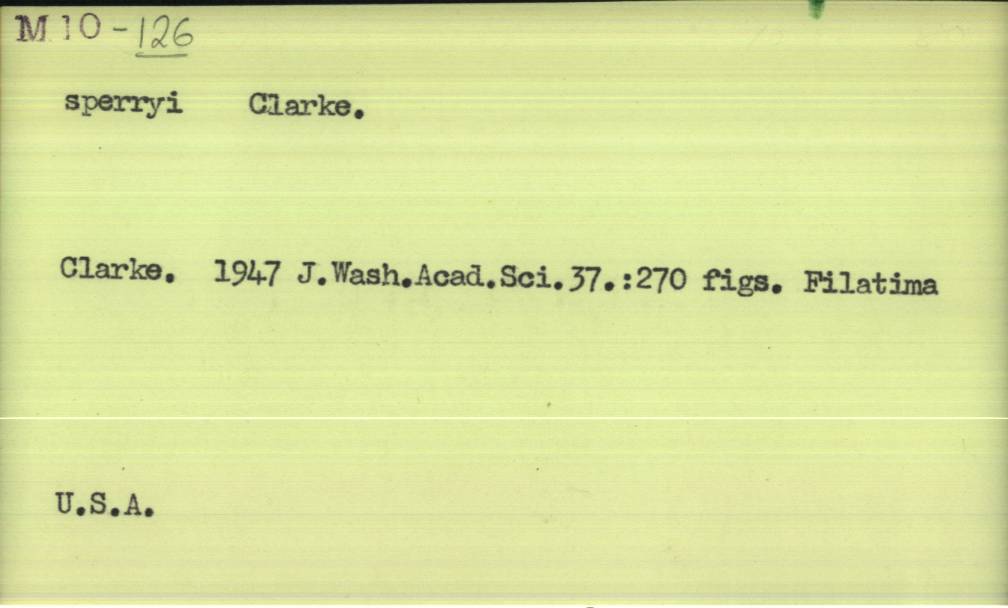 M 10-126
sperryi Clarke.
Clarke. 1947 J.Wash.Acad.Sci.37.:270 figs. Filatima
U.S.A.